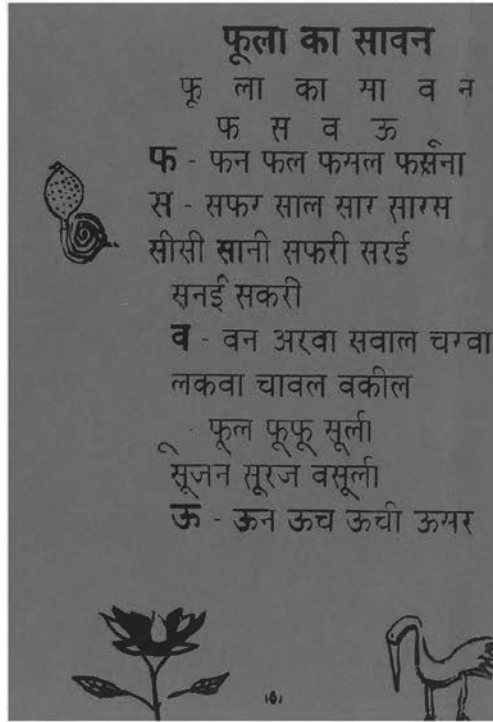 फूला का सावन
फू ला का सा व न
फ स व ऊ
फ - फन फल फसल फसना
स - सफर साल सार सारस
सीसी सानी सफरी सरई
सनई सकरी
व - वन अरवा सवाल चरवा
लकवा चावल वकील
ू - फूल फूफू सूली
सूजन सूरज वसूली
ऊ - ऊन ऊच ऊची ऊसर